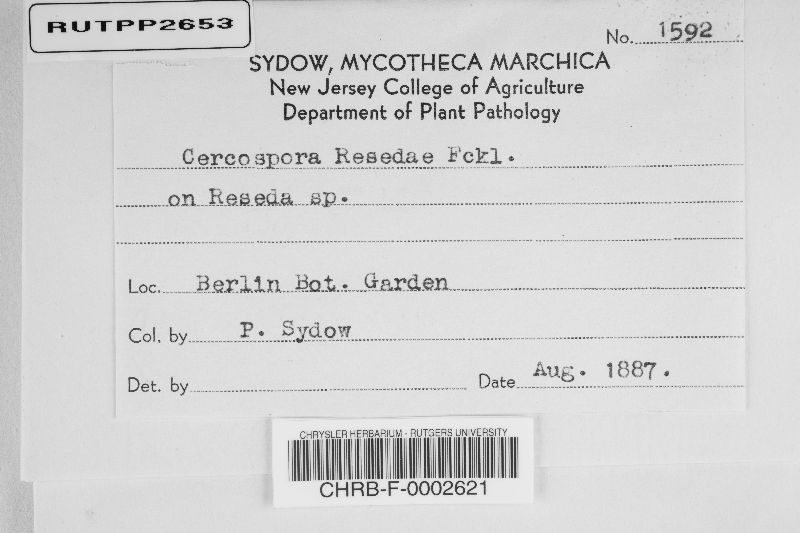 RUTPP2653
No. 1592
SYDOW, MYCOTHECA MARCHICA
New Jersey College of Agriculture
Department of Plant Pathology
Cercospora Resedae Fckl.
on Reseda sp.
Loc. Berlin Bot. Garden
Col. by P. Sydow
Det. by Date Aug. 1887.
CHRYSLER HERBARIUM - RUTGERS UNIVERSITY
CHRB-F-0002621